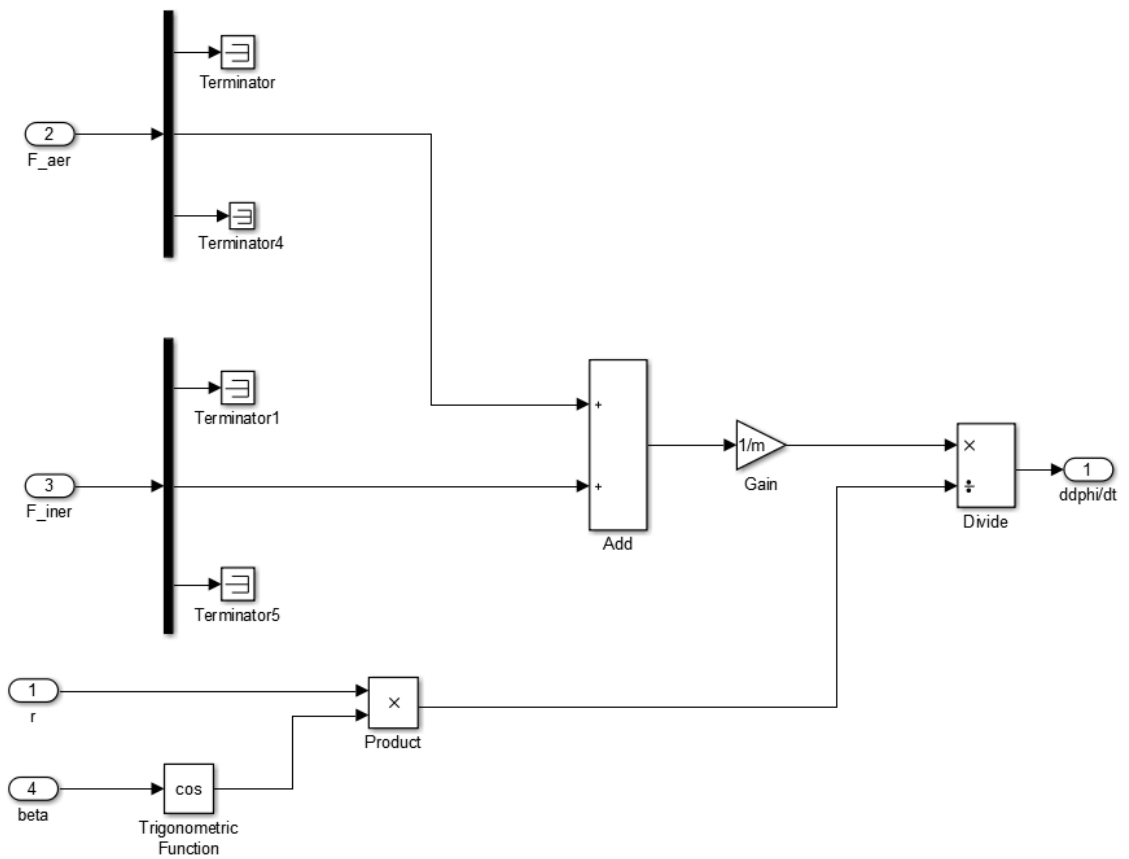 Terminator
2
F_aer
Terminator4
Terminator1
3
F_iner
Terminator5
+
+
Add
1/m
Gain
×
÷
Divide
1
ddphi/dt
1
r
×
Product
4
beta
cos
Trigonometric
Function